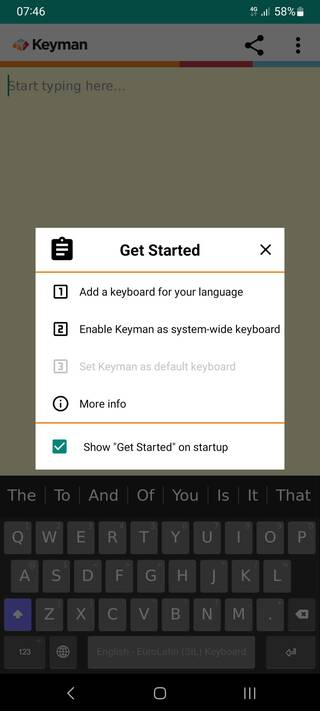 07:46
4G
58%
Keyman
Start typing here...
Get Started
1 Add a keyboard for your language
2 Enable Keyman as system-wide keyboard
3 Set Keyman as default keyboard
More info
Show "Get Started" on startup
The To And Of You Is It That
Q W E R T Y U I O P
A S D F G H J K L
Z X C V B N M .
123 English - EuroLatin (SIL) Keyboard